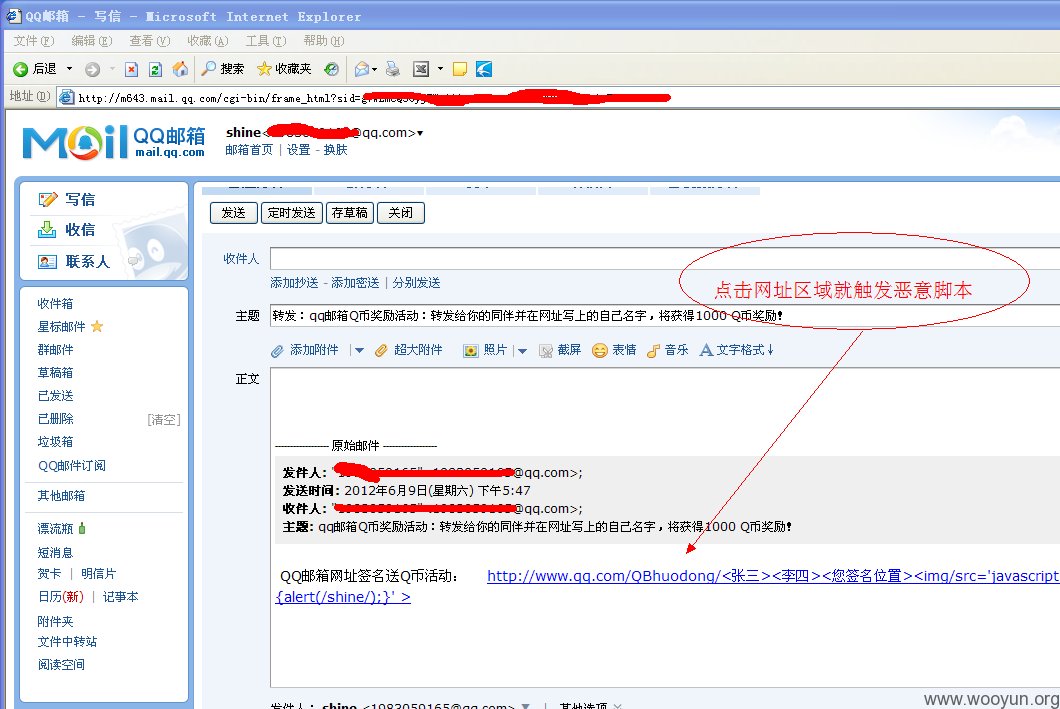 QQ邮箱 - 写信 - Microsoft Internet Explorer
文件(F) 编辑(E) 查看(V) 收藏(A) 工具(T) 帮助(H)
后退 搜索 收藏夹
地址(D) http://m643.mail.qq.com/cgi-bin/frame_html?sid=
Mail QQ邮箱
mail.qq.com
shine< @qq.com>
邮箱首页 | 设置 - 换肤
写信
收信
联系人
收件箱
星标邮件
群邮件
草稿箱
已发送
已删除 [清空]
垃圾箱
QQ邮件订阅
其他邮箱
漂流瓶
短消息
贺卡 | 明信片
日历(新) | 记事本
附件夹
文件中转站
阅读空间
发送 定时发送 存草稿 关闭
收件人
添加抄送 - 添加密送 | 分别发送
点击网址区域就触发恶意脚本
主题 转发：qq邮箱Q币奖励活动：转发给你的同伴并在网址写上的自己名字，将获得1000 Q币奖励!
添加附件 | 超大附件 照片 | 截屏 表情 音乐 文字格式↓
正文
------------------ 原始邮件 ------------------
发件人: @qq.com>;
发送时间: 2012年6月9日(星期六) 下午5:47
收件人: @qq.com>;
主题: qq邮箱Q币奖励活动：转发给你的同伴并在网址写上的自己名字，将获得1000 Q币奖励!
QQ邮箱网址签名送Q币活动： http://www.qq.com/QBhuodong/<张三><李四><您签名位置><img/src='javascript
{alert(/shine/);}' >
发件人: shine <1983059165@qq.com> | 其他选项
www.wooyun.org